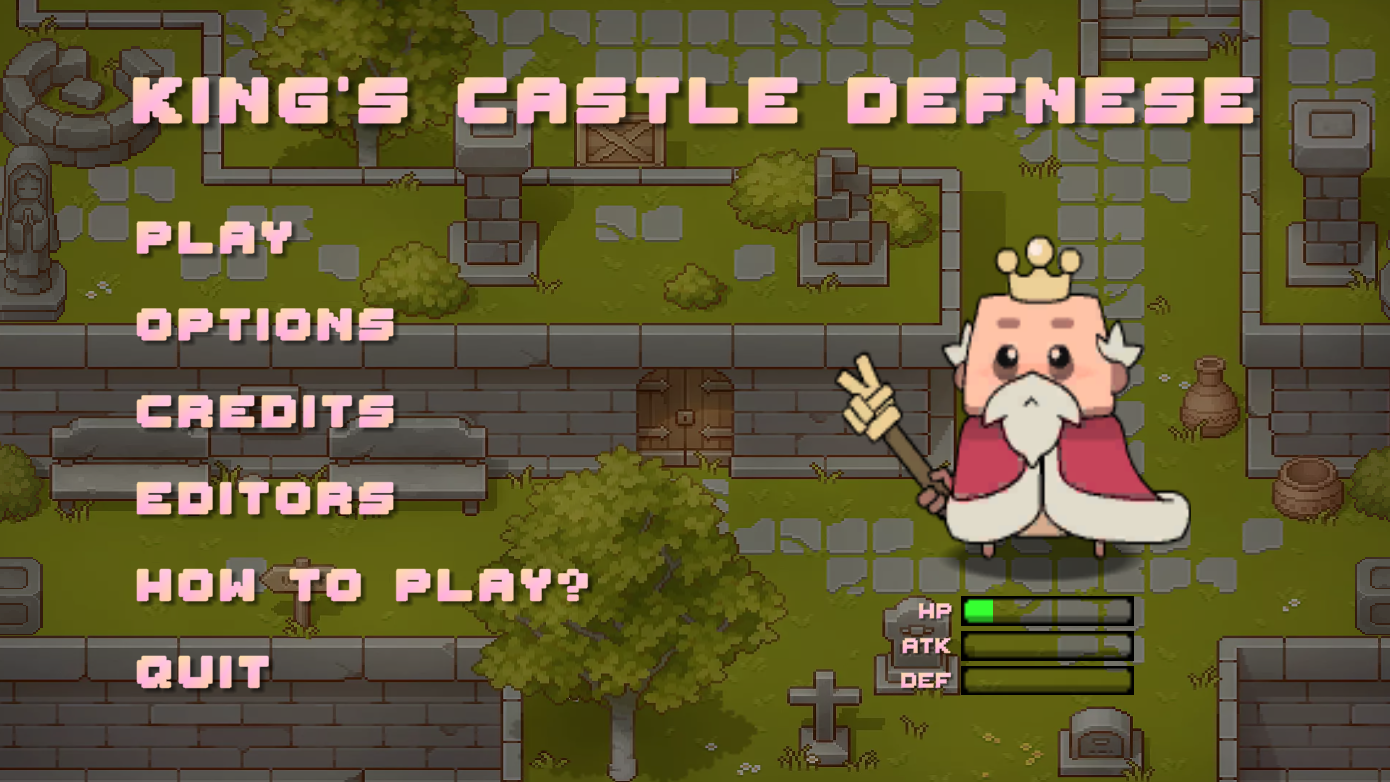 KING'S CASTLE DEFNESE
PLAY
OPTIONS
CREDITS
EDITORS
HOW TO PLAY?
QUIT
HP
ATK
DEF